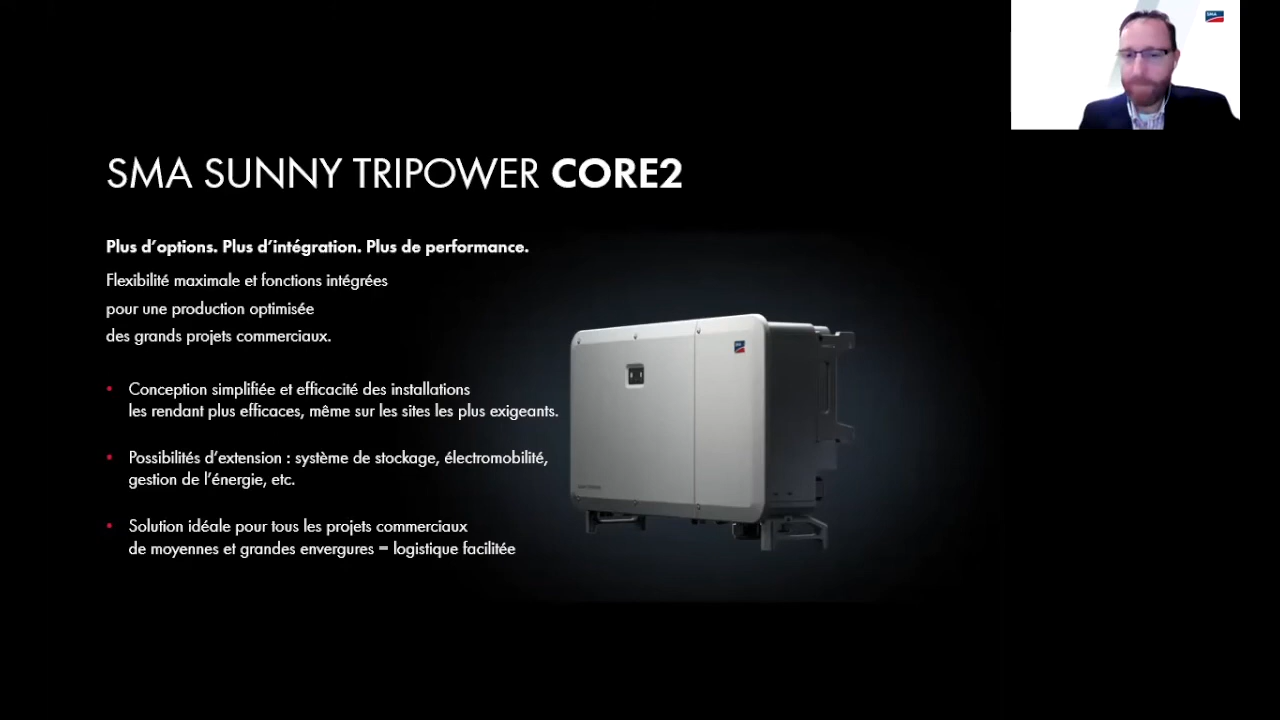 SMA
SMA SUNNY TRIPOWER CORE2
Plus d’options. Plus d’intégration. Plus de performance.
Flexibilité maximale et fonctions intégrées
pour une production optimisée
des grands projets commerciaux.
• Conception simplifiée et efficacité des installations
les rendant plus efficaces, même sur les sites les plus exigeants.
• Possibilités d’extension : système de stockage, électromobilité,
gestion de l’énergie, etc.
• Solution idéale pour tous les projets commerciaux
de moyennes et grandes envergures = logistique facilitée
SMA